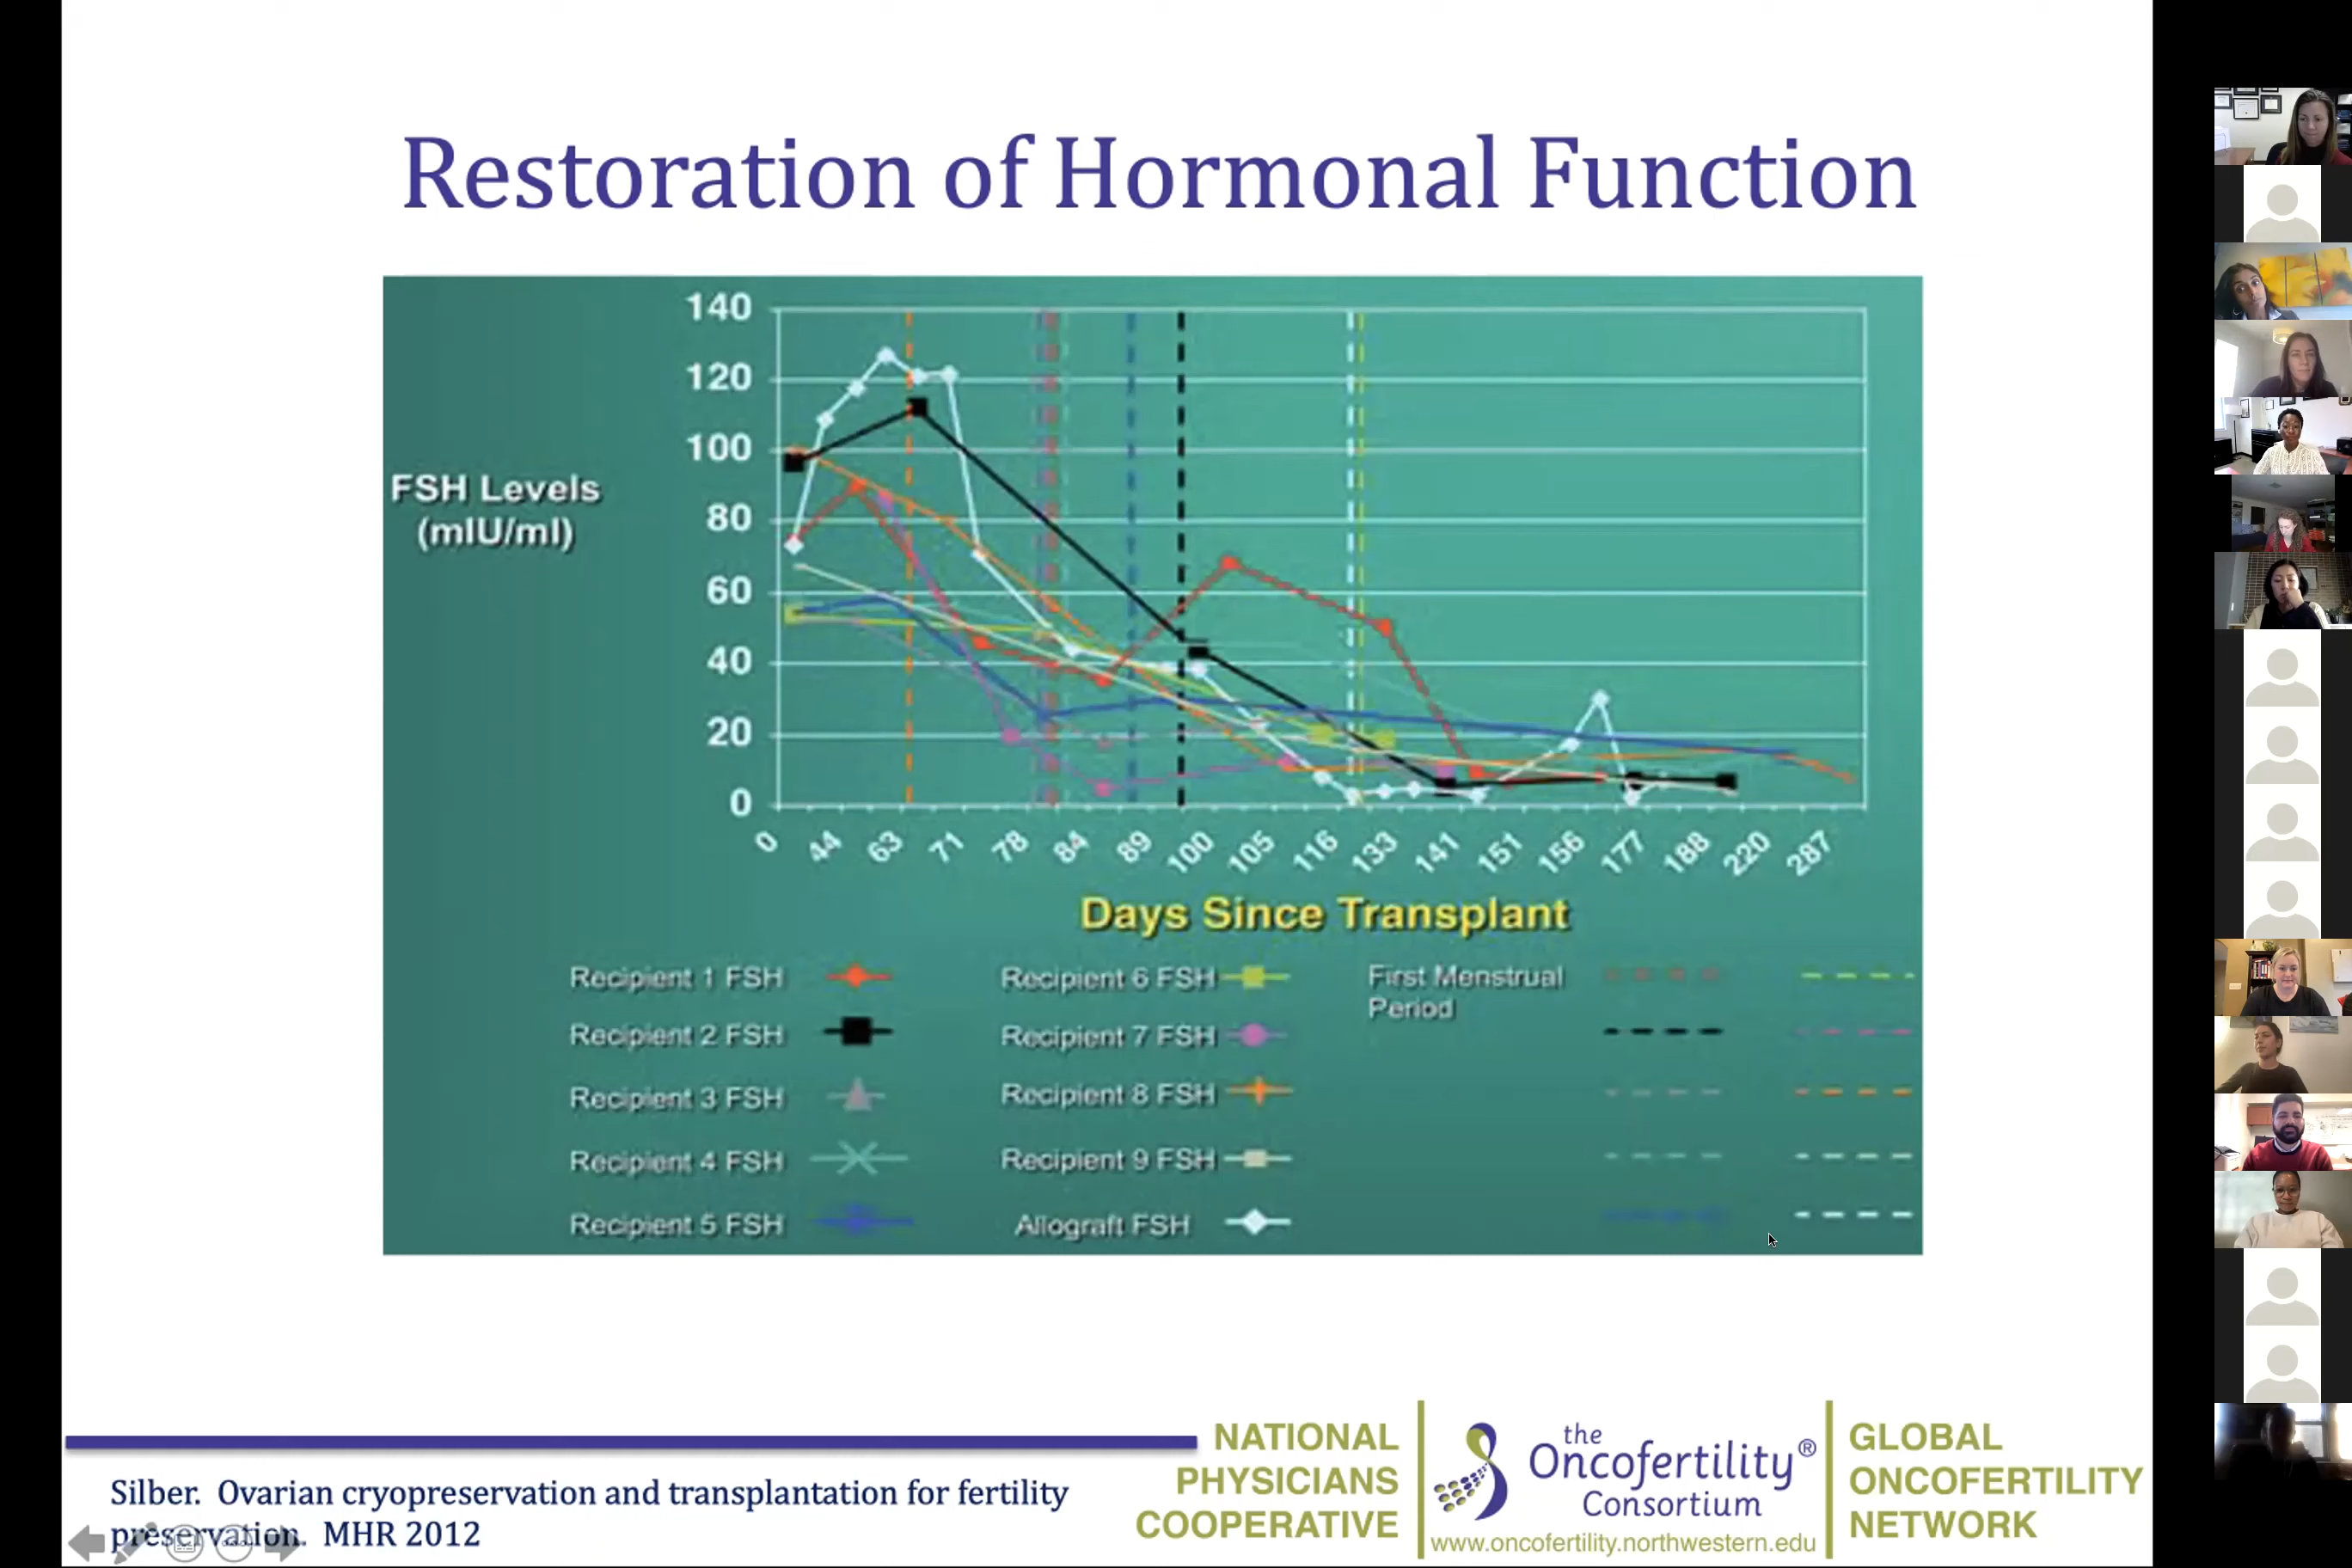 Restoration of Hormonal Function
FSH Levels
(mIU/ml)
140
120
100
80
60
40
20
0
0 44 63 71 78 84 89 100 105 116 133 141 151 156 177 188 220 287
Days Since Transplant
Recipient 1 FSH
Recipient 2 FSH
Recipient 3 FSH
Recipient 4 FSH
Recipient 5 FSH
Recipient 6 FSH
Recipient 7 FSH
Recipient 8 FSH
Recipient 9 FSH
Allograft FSH
First Menstrual
Period
Silber. Ovarian cryopreservation and transplantation for fertility
preservation. MHR 2012
NATIONAL
PHYSICIANS
COOPERATIVE
the
Oncofertility®
Consortium
www.oncofertility.northwestern.edu
GLOBAL
ONCOFERTILITY
NETWORK